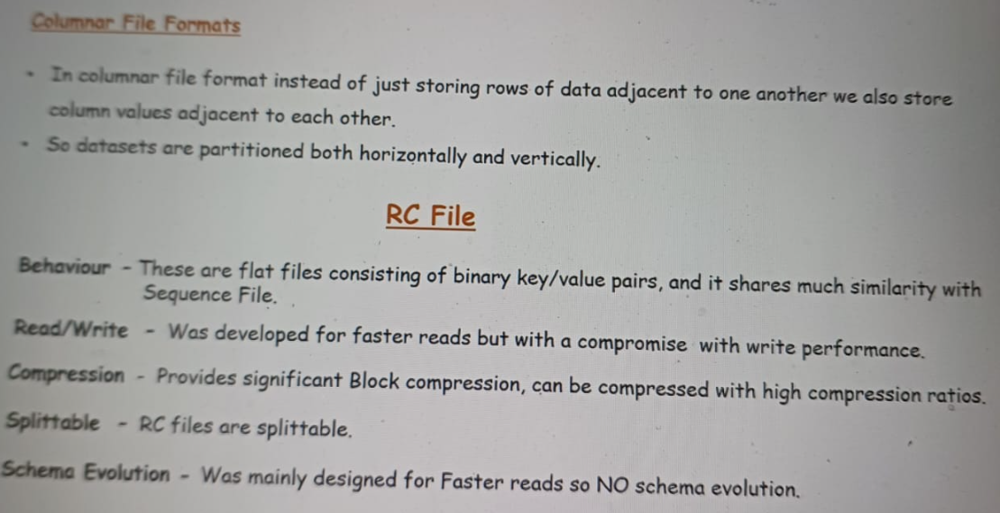 Columnar File Formats
• In columnar file format instead of just storing rows of data adjacent to one another we also store
column values adjacent to each other.
• So datasets are partitioned both horizontally and vertically.
RC File
Behaviour - These are flat files consisting of binary key/value pairs, and it shares much similarity with
Sequence File.
Read/Write - Was developed for faster reads but with a compromise with write performance.
Compression - Provides significant Block compression, can be compressed with high compression ratios.
Splittable - RC files are splittable.
Schema Evolution - Was mainly designed for Faster reads so NO schema evolution.